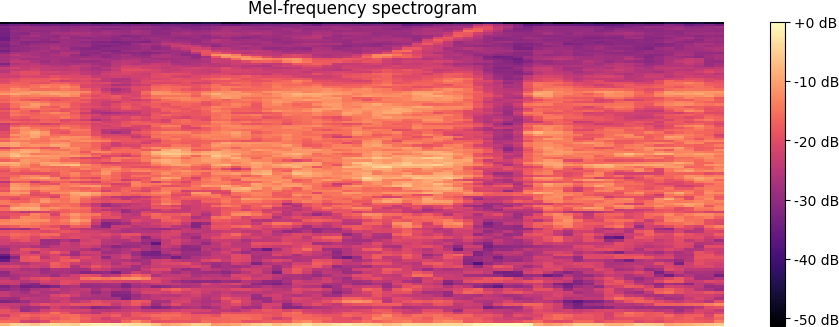 Mel-frequency spectrogram
+0 dB
-10 dB
-20 dB
-30 dB
-40 dB
-50 dB